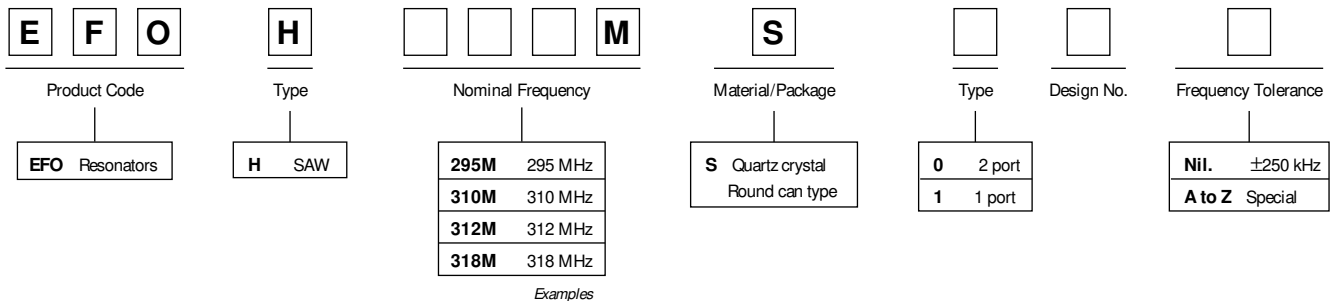 E F O H M S
Product Code Type Nominal Frequency Material/Package Type Design No. Frequency Tolerance
EFO Resonators
H SAW
295M 295 MHz
310M 310 MHz
312M 312 MHz
318M 318 MHz
Examples
S Quartz crystal
Round can type
0 2 port
1 1 port
Nil. ±250 kHz
A to Z Special